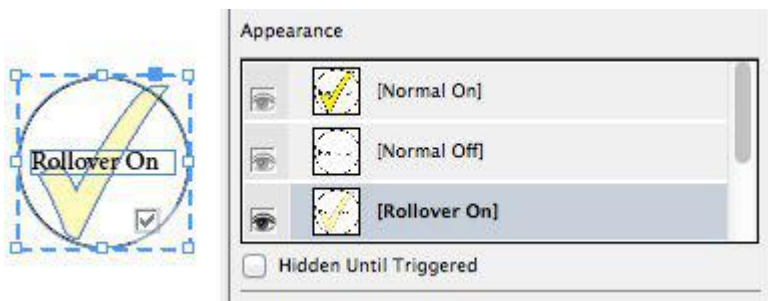 Appearance
Rollover On
[Normal On]
[Normal Off]
[Rollover On]
Hidden Until Triggered